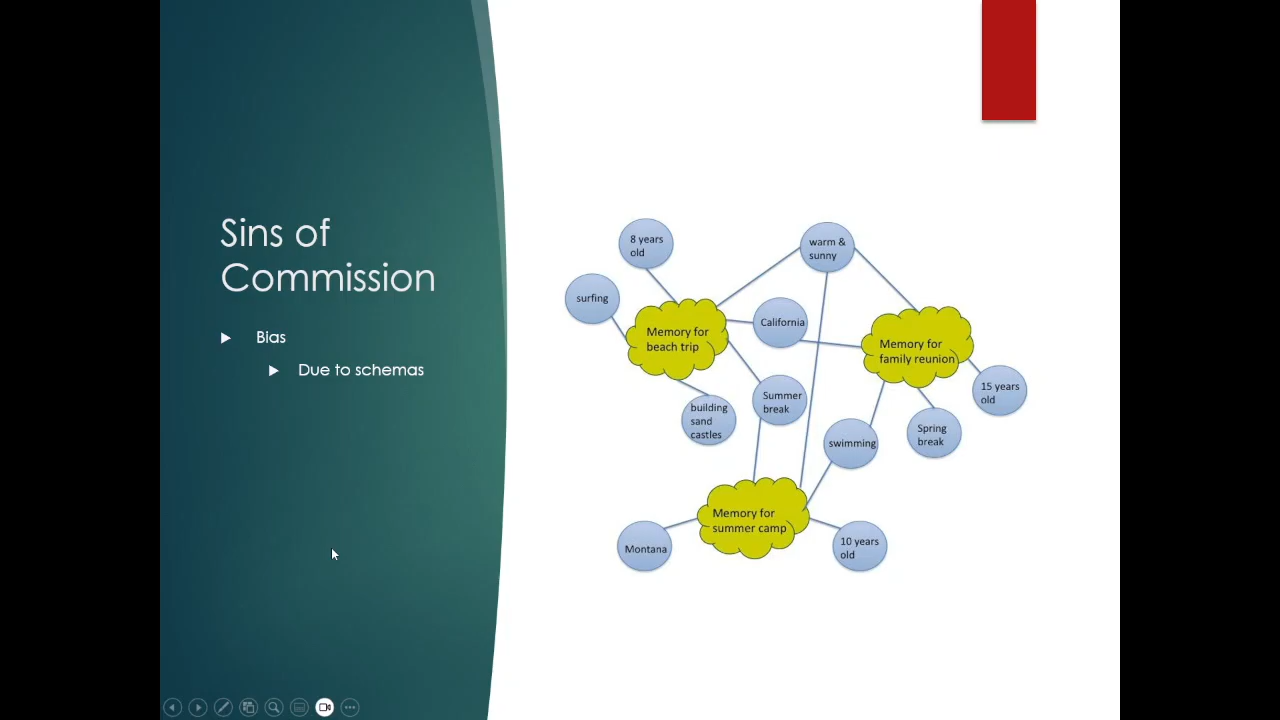 Sins of
Commission
Bias
Due to schemas
8 years
old
warm &
sunny
surfing
California
Memory for
beach trip
Memory for
family reunion
15 years
old
Summer
break
building
sand
castles
Spring
break
swimming
Memory for
summer camp
Montana
10 years
old